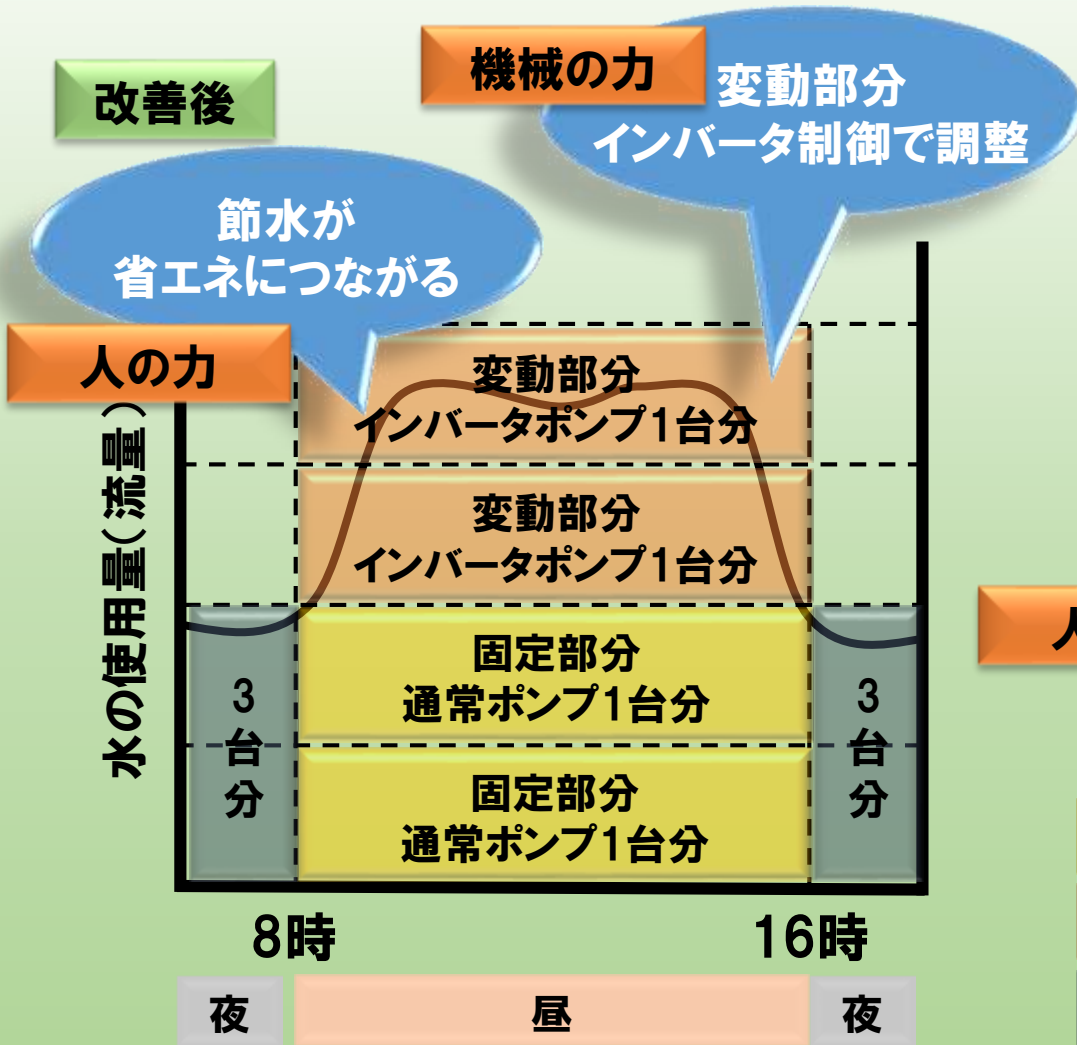 改善後
機械の力
変動部分
インバータ制御で調整
節水が
省エネにつながる
人の力
水の使用量(流量)
変動部分
インバータポンプ1台分
変動部分
インバータポンプ1台分
固定部分
通常ポンプ1台分
固定部分
通常ポンプ1台分
3
台
分
3
台
分
人
8時
16時
夜
昼
夜